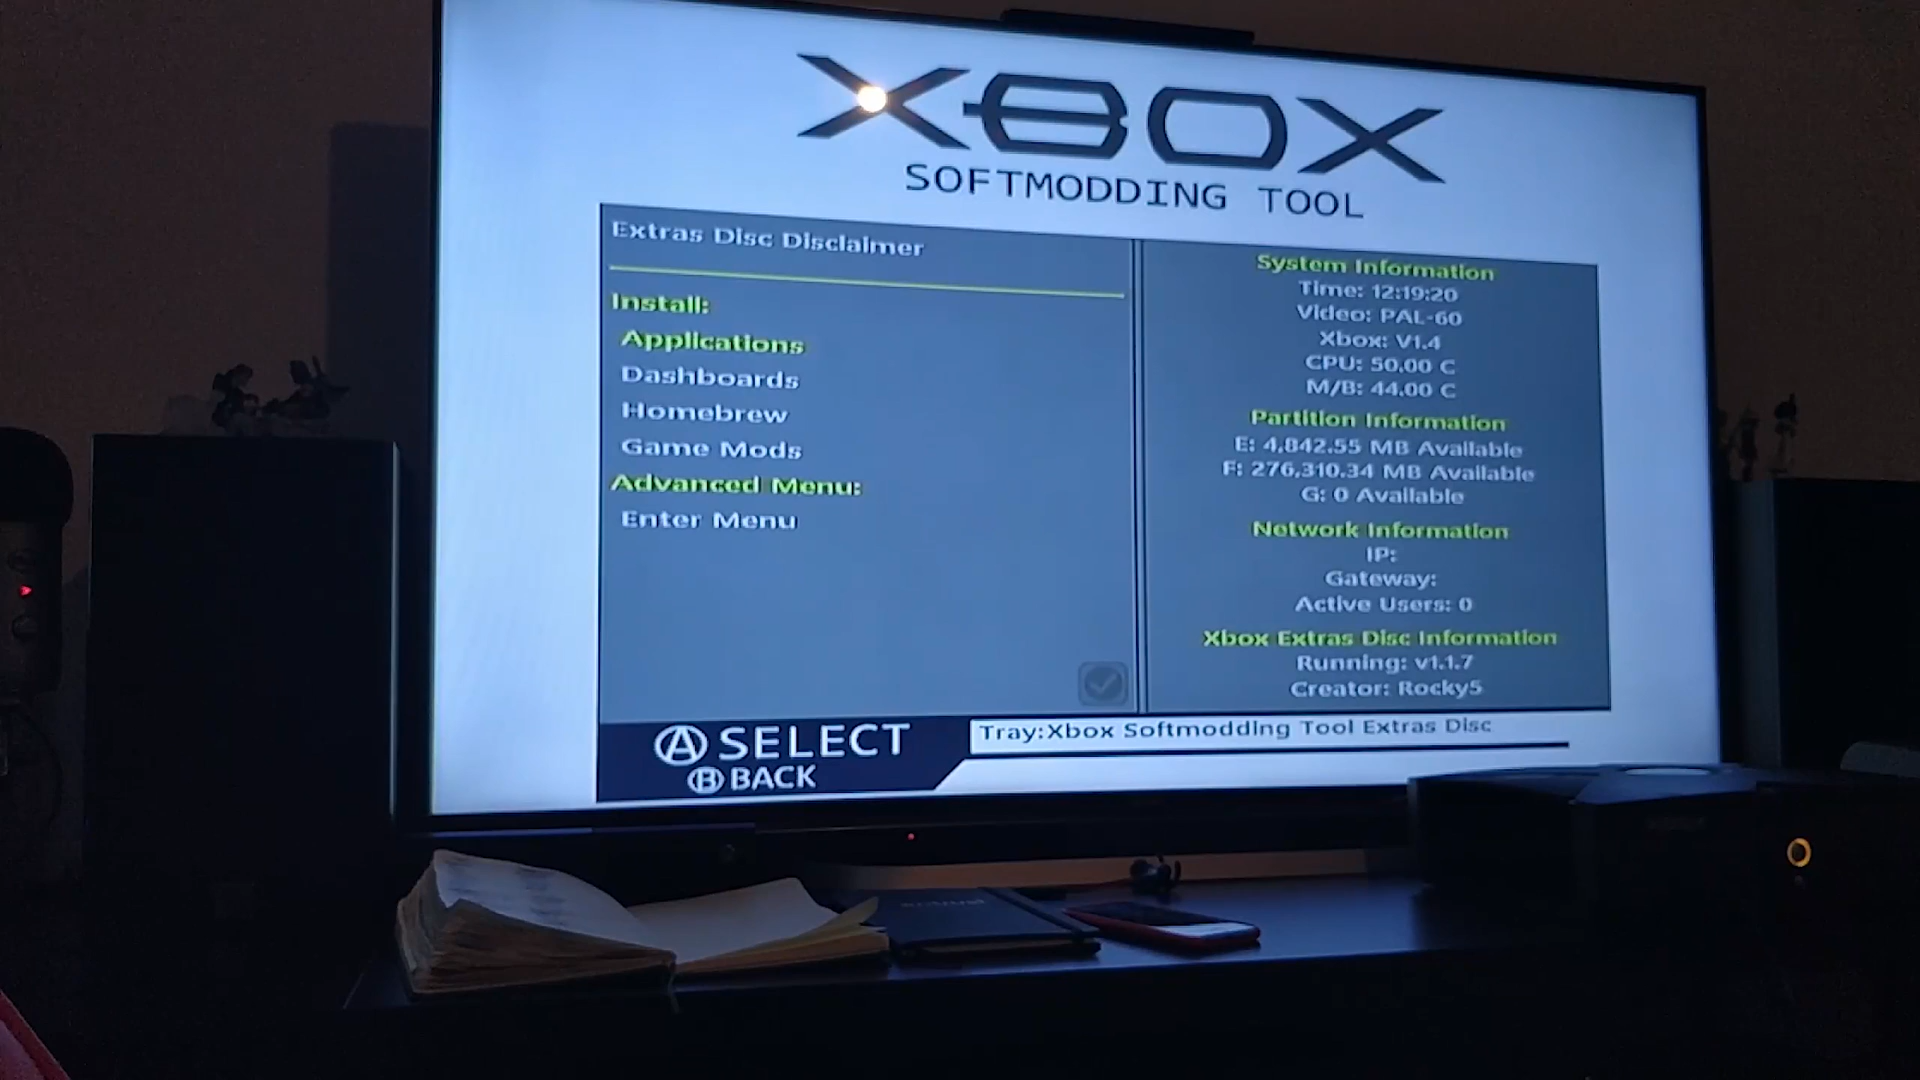 XBOX
SOFTMODDING TOOL
Extras Disc Disclaimer
Install:
Applications
Dashboards
Homebrew
Game Mods
Advanced Menu:
Enter Menu
System Information
Time: 12:19:20
Video: PAL-60
Xbox: V1.4
CPU: 50.00 C
M/B: 44.00 C
Partition Information
E: 4,842.55 MB Available
F: 276,310.34 MB Available
G: 0 Available
Network Information
IP:
Gateway:
Active Users: 0
Xbox Extras Disc Information
Running: v1.1.7
Creator: Rocky5
A SELECT
B BACK
Tray:Xbox Softmodding Tool Extras Disc